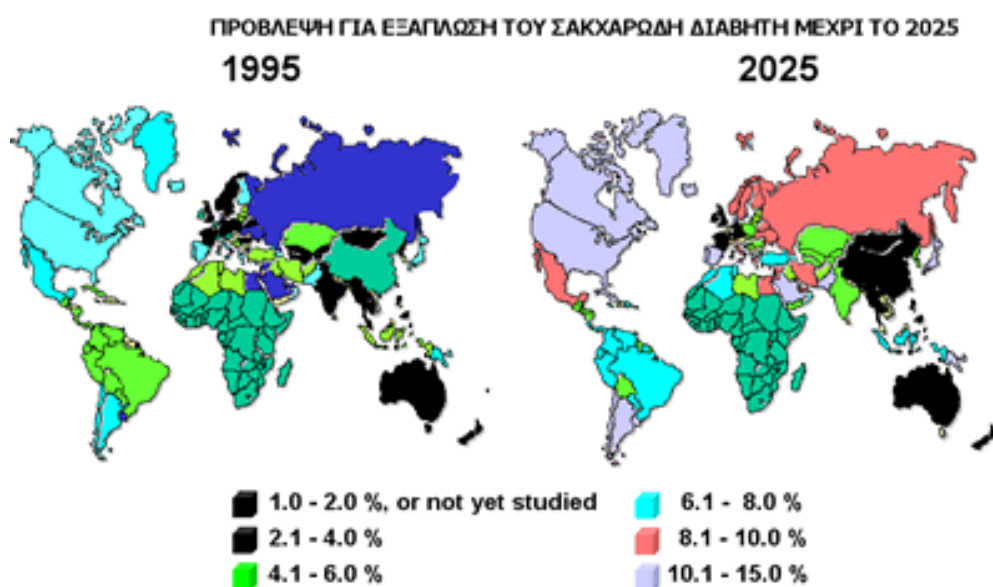 ΠΡΟΒΛΕΨΗ ΓΙΑ ΕΞΑΠΛΩΣΗ ΤΟΥ ΣΑΚΧΑΡΩΔΗ ΔΙΑΒΗΤΗ ΜΕΧΡΙ ΤΟ 2025
1995 2025
1.0 - 2.0 %, or not yet studied 6.1 - 8.0 %
2.1 - 4.0 % 8.1 - 10.0 %
4.1 - 6.0 % 10.1 - 15.0 %